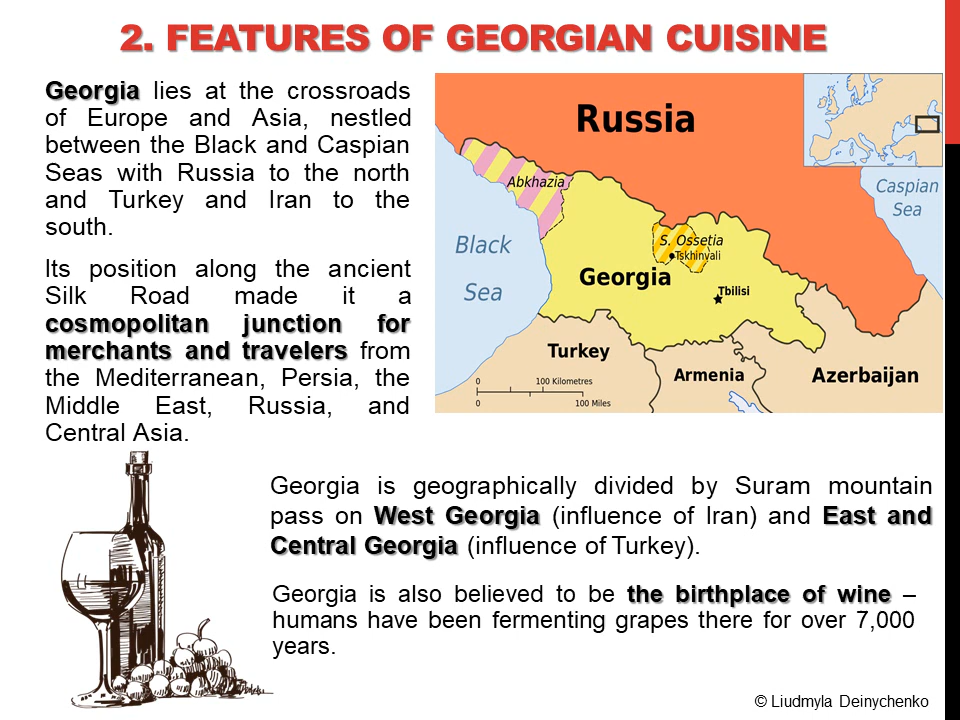 2. FEATURES OF GEORGIAN CUISINE
Georgia lies at the crossroads
of Europe and Asia, nestled
between the Black and Caspian
Seas with Russia to the north
and Turkey and Iran to the
south.
Its position along the ancient
Silk Road made it a
cosmopolitan junction for
merchants and travelers from
the Mediterranean, Persia, the
Middle East, Russia, and
Central Asia.
Russia
Abkhazia
Caspian
Sea
Black
Sea
S. Ossetia
Tskhinvali
Georgia
Tbilisi
Turkey
Armenia
Azerbaijan
0 100 Kilometres
0 100 Miles
Georgia is geographically divided by Suram mountain
pass on West Georgia (influence of Iran) and East and
Central Georgia (influence of Turkey).
Georgia is also believed to be the birthplace of wine –
humans have been fermenting grapes there for over 7,000
years.
© Liudmyla Deinychenko